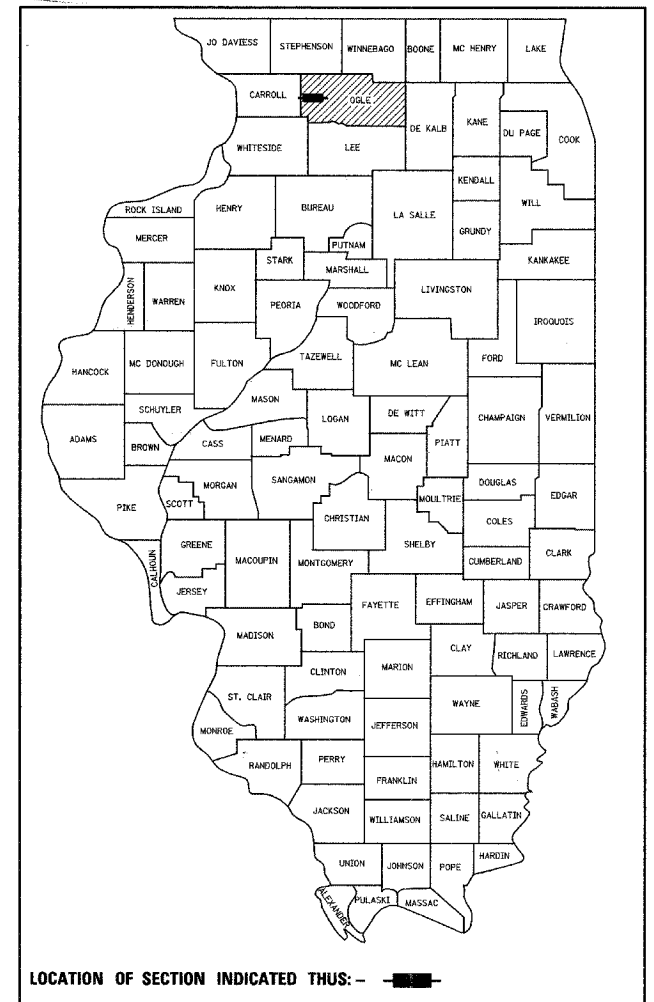 JO DAVIESS STEPHENSON WINNEBAGO BOONE MC HENRY LAKE
CARROLL OGLE
DE KALB KANE DU PAGE COOK
WHITESIDE LEE
KENDALL WILL
ROCK ISLAND HENRY BUREAU LA SALLE GRUNDY
MERCER PUTNAM KANKAKEE
STARK MARSHALL LIVINGSTON
HENDERSON WARREN KNOX PEORIA WOODFORD IROQUOIS
HANCOCK MC DONOUGH FULTON TAZEWELL MC LEAN FORD
SCHUYLER MASON LOGAN DE WITT CHAMPAIGN VERMILION
ADAMS BROWN CASS MENARD MACON PIATT
PIKE SCOTT MORGAN SANGAMON MOULTRIE DOUGLAS EDGAR
CHRISTIAN COLES
CALHOUN GREENE MACOUPIN MONTGOMERY SHELBY CUMBERLAND CLARK
JERSEY FAYETTE EFFINGHAM JASPER CRAWFORD
MADISON BOND
CLAY RICHLAND LAWRENCE
CLINTON MARION
ST. CLAIR WAYNE EDWARDS WABASH
MONROE WASHINGTON JEFFERSON
RANDOLPH PERRY HAMILTON WHITE
FRANKLIN
JACKSON WILLIAMSON SALINE GALLATIN
UNION JOHNSON POPE HARDIN
ALEXANDER PULASKI MASSAC
LOCATION OF SECTION INDICATED THUS: -